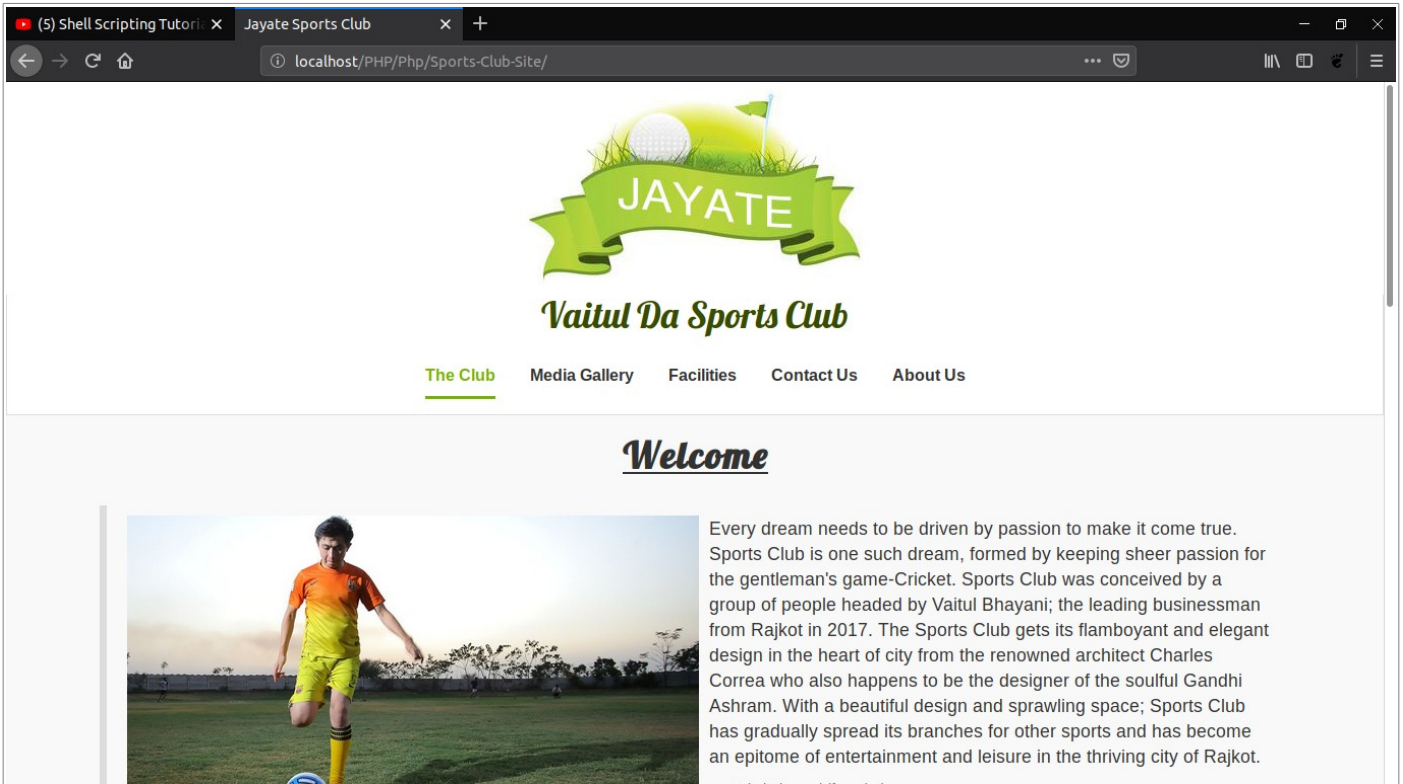 (5) Shell Scripting Tutoria
Jayate Sports Club
localhost/PHP/Php/Sports-Club-Site/
JAYATE
Vaitul Da Sports Club
The Club
Media Gallery
Facilities
Contact Us
About Us
Welcome
Every dream needs to be driven by passion to make it come true.
Sports Club is one such dream, formed by keeping sheer passion for
the gentleman's game-Cricket. Sports Club was conceived by a
group of people headed by Vaitul Bhayani; the leading businessman
from Rajkot in 2017. The Sports Club gets its flamboyant and elegant
design in the heart of city from the renowned architect Charles
Correa who also happens to be the designer of the soulful Gandhi
Ashram. With a beautiful design and sprawling space; Sports Club
has gradually spread its branches for other sports and has become
an epitome of entertainment and leisure in the thriving city of Rajkot.